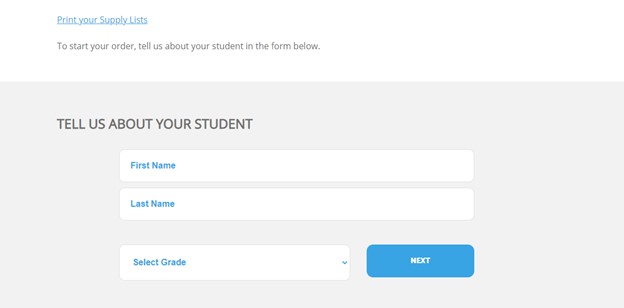 Print your Supply Lists
To start your order, tell us about your student in the form below.
TELL US ABOUT YOUR STUDENT
First Name
Last Name
Select Grade
NEXT